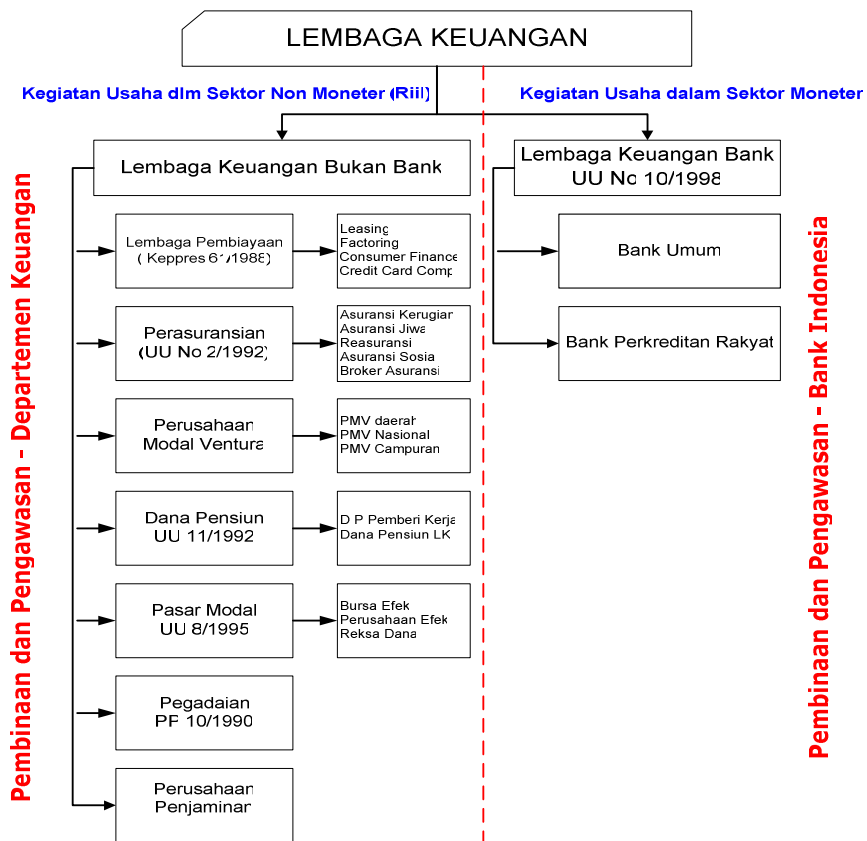 LEMBAGA KEUANGAN
Kegiatan Usaha dlm Sektor Non Moneter (Riil)
Kegiatan Usaha dalam Sektor Moneter
Pembinaan dan Pengawasan - Departemen Keuangan
Lembaga Keuangan Bukan Bank
Lembaga Pembiayaan
( Keppres 61/1988)
Leasing
Factoring
Consumer Finance
Credit Card Comp
Perasuransian
(UU No 2/1992)
Asuransi Kerugian
Asuransi Jiwa
Reasuransi
Asuransi Sosia
Broker Asuransi
Perusahaan
Modal Ventura
PMV daerah
PMV Nasional
PMV Campuran
Dana Pensiun
UU 11/1992
D P Pemberi Kerja
Dana Pensiun LK
Pasar Modal
UU 8/1995
Bursa Efek
Perusahaan Efek
Reksa Dana
Pegadaian
PP 10/1990
Perusahaan
Penjaminan
Lembaga Keuangan Bank
UU No 10/1998
Bank Umum
Bank Perkreditan Rakyat
Pembinaan dan Pengawasan - Bank Indonesia